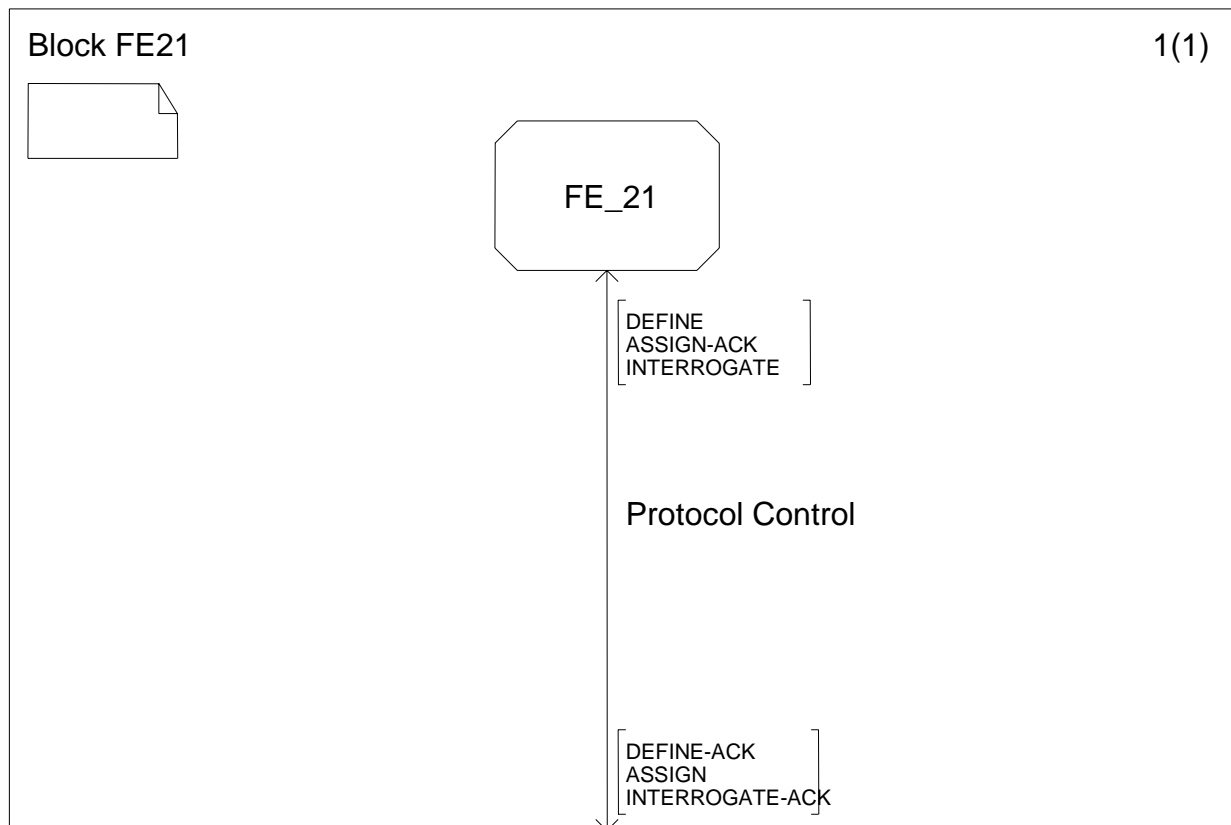 Block FE21
1(1)
FE_21
DEFINE
ASSIGN-ACK
INTERROGATE
Protocol Control
DEFINE-ACK
ASSIGN
INTERROGATE-ACK